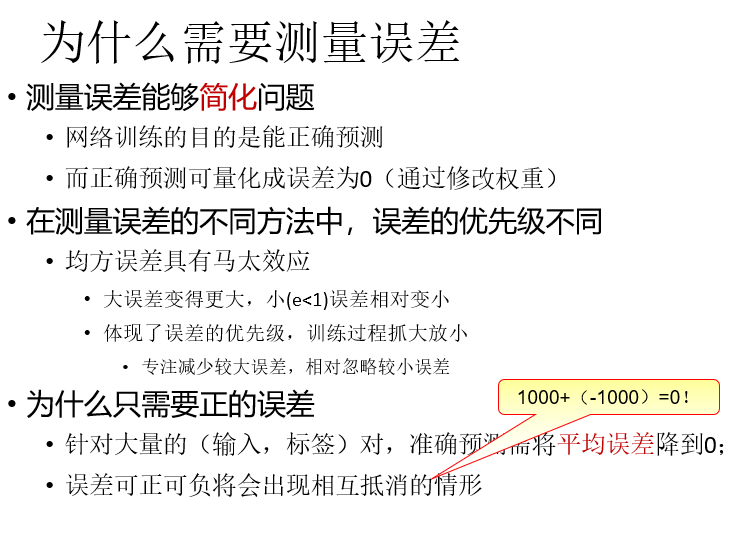 为什么需要测量误差
• 测量误差能够简化问题
• 网络训练的目的是能正确预测
• 而正确预测可量化成误差为0（通过修改权重）
• 在测量误差的不同方法中，误差的优先级不同
• 均方误差具有马太效应
• 大误差变得更大，小(e<1)误差相对变小
• 体现了误差的优先级，训练过程抓大放小
• 专注减少较大误差，相对忽略较小误差
• 为什么只需要正的误差
1000+（-1000）=0！
• 针对大量的（输入，标签）对，准确预测需将平均误差降到0；
• 误差可正可负将会出现相互抵消的情形